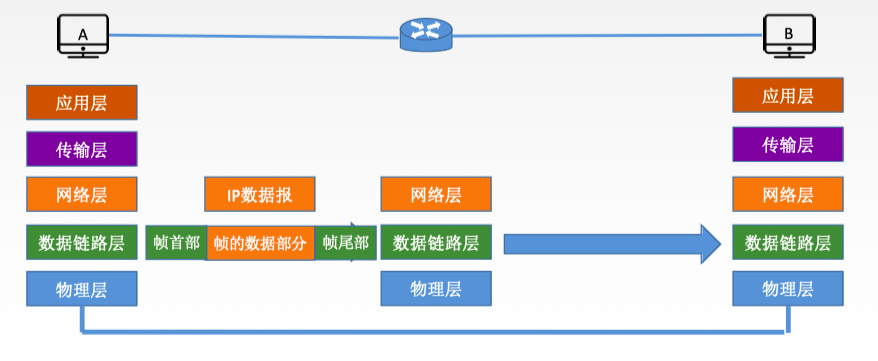 A
B
应用层
应用层
传输层
传输层
网络层
IP数据报
网络层
网络层
数据链路层
帧首部
帧的数据部分
帧尾部
数据链路层
数据链路层
物理层
物理层
物理层